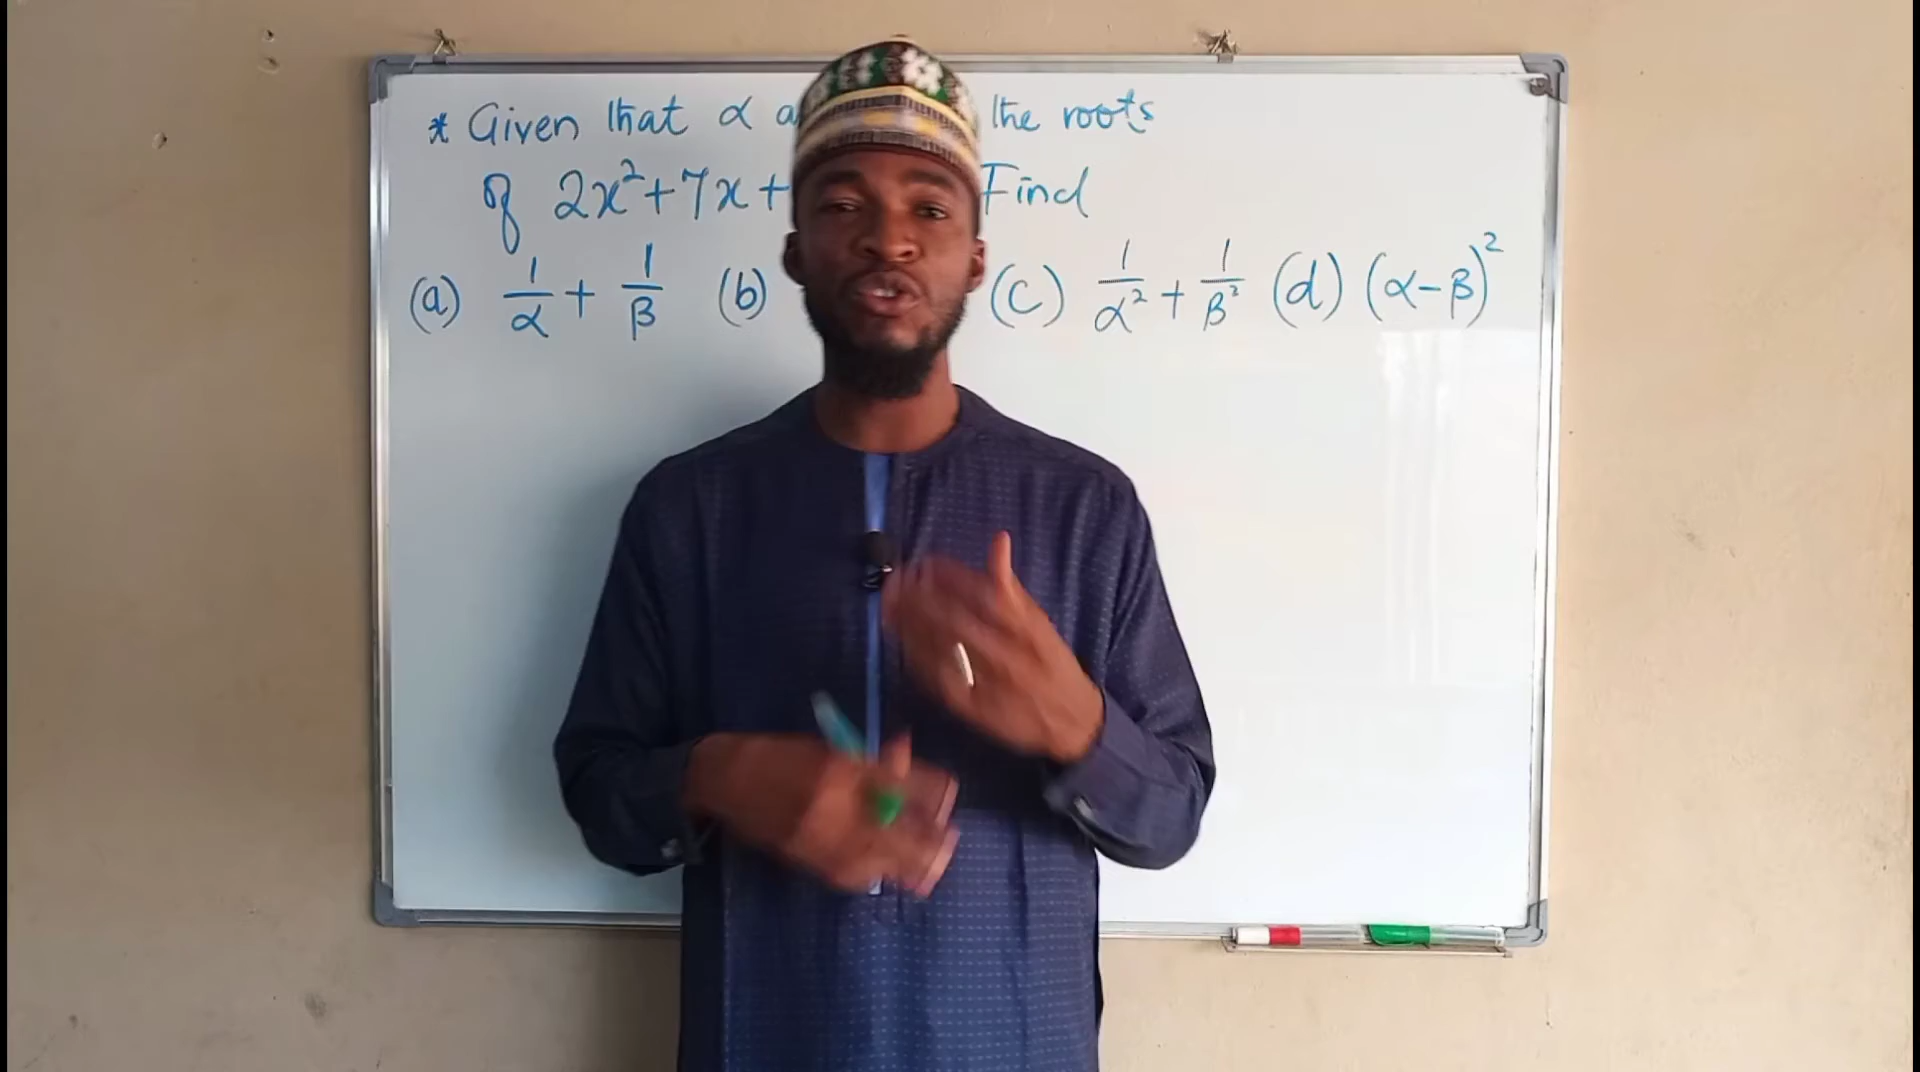 * Given that α a the roots
of 2x²+7x+ Find
(a) 1/α + 1/β (b) (c) 1/α² + 1/β² (d) (α-β)²